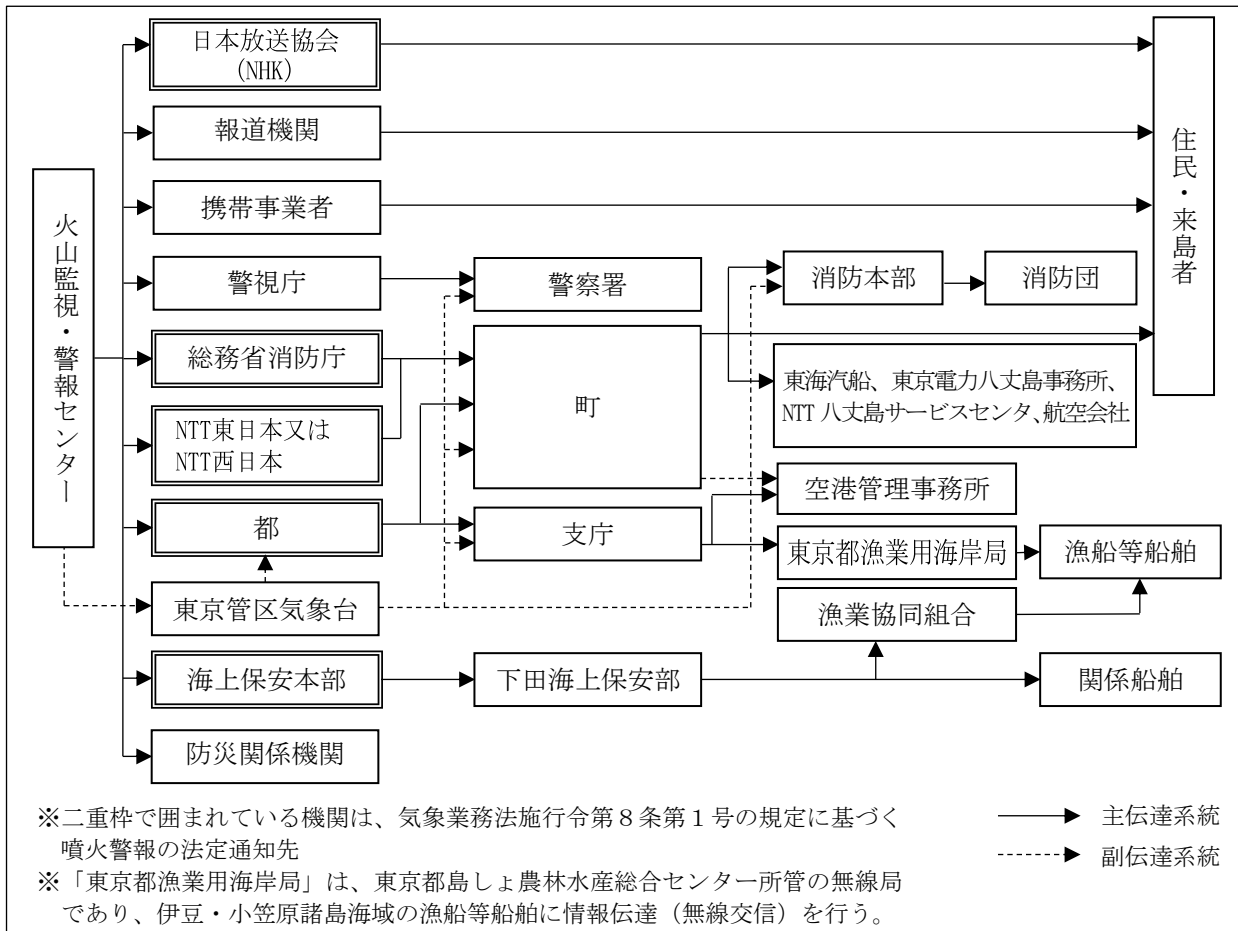 火山監視・警報センター
日本放送協会
(NHK)
報道機関
携帯事業者
警視庁
総務省消防庁
NTT東日本又は
NTT西日本
都
東京管区気象台
海上保安本部
防災関係機関
警察署
町
支庁
下田海上保安部
消防本部
消防団
東海汽船、東京電力八丈島事務所、
NTT 八丈島サービスセンタ、航空会社
空港管理事務所
東京都漁業用海岸局
漁船等船舶
漁業協同組合
関係船舶
住民・来島者
※二重枠で囲まれている機関は、気象業務法施行令第８条第１号の規定に基づく
噴火警報の法定通知先
※「東京都漁業用海岸局」は、東京都島しょ農林水産総合センター所管の無線局
であり、伊豆・小笠原諸島海域の漁船等船舶に情報伝達（無線交信）を行う。
主伝達系統
副伝達系統